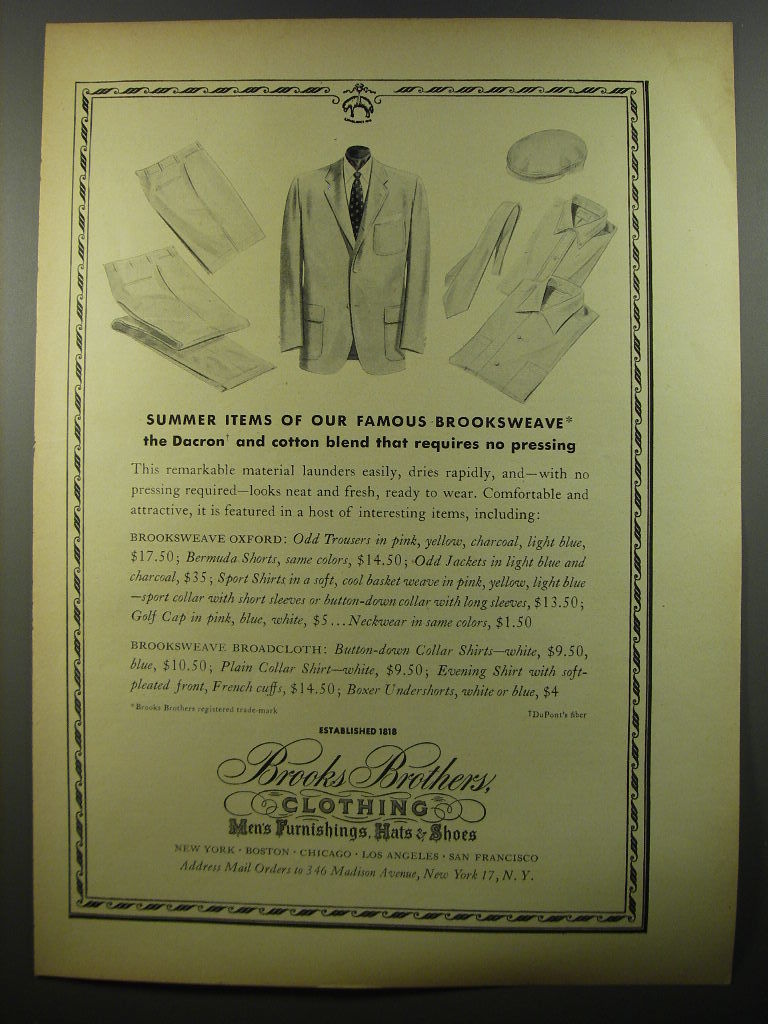 SUMMER ITEMS OF OUR FAMOUS BROOKSWEAVE*
the Dacron† and cotton blend that requires no pressing
This remarkable material launders easily, dries rapidly, and—with no
pressing required—looks neat and fresh, ready to wear. Comfortable and
attractive, it is featured in a host of interesting items, including:
BROOKSWEAVE OXFORD: Odd Trousers in pink, yellow, charcoal, light blue,
$17.50; Bermuda Shorts, same colors, $14.50; Odd Jackets in light blue and
charcoal, $35; Sport Shirts in a soft, cool basket weave in pink, yellow, light blue
—sport collar with short sleeves or button-down collar with long sleeves, $13.50;
Golf Cap in pink, blue, white, $5...Neckwear in same colors, $1.50
BROOKSWEAVE BROADCLOTH: Button-down Collar Shirts—white, $9.50,
blue, $10.50; Plain Collar Shirt—white, $9.50; Evening Shirt with soft-
pleated front, French cuffs, $14.50; Boxer Undershorts, white or blue, $4
*Brooks Brothers registered trade-mark †DuPont's fiber
ESTABLISHED 1818
Brooks Brothers,
CLOTHING
Men's Furnishings, Hats & Shoes
NEW YORK · BOSTON · CHICAGO · LOS ANGELES · SAN FRANCISCO
Address Mail Orders to 346 Madison Avenue, New York 17, N. Y.